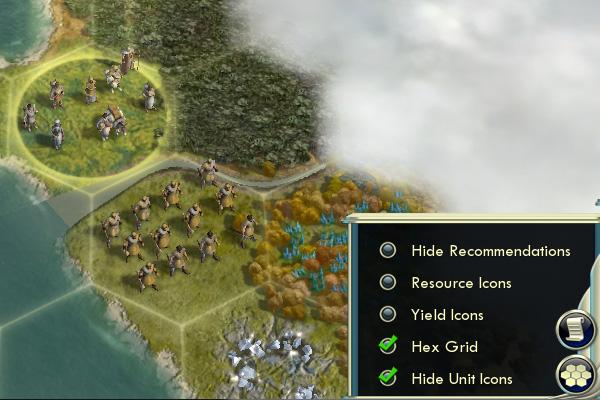 Hide Recommendations
Resource Icons
Yield Icons
Hex Grid
Hide Unit Icons